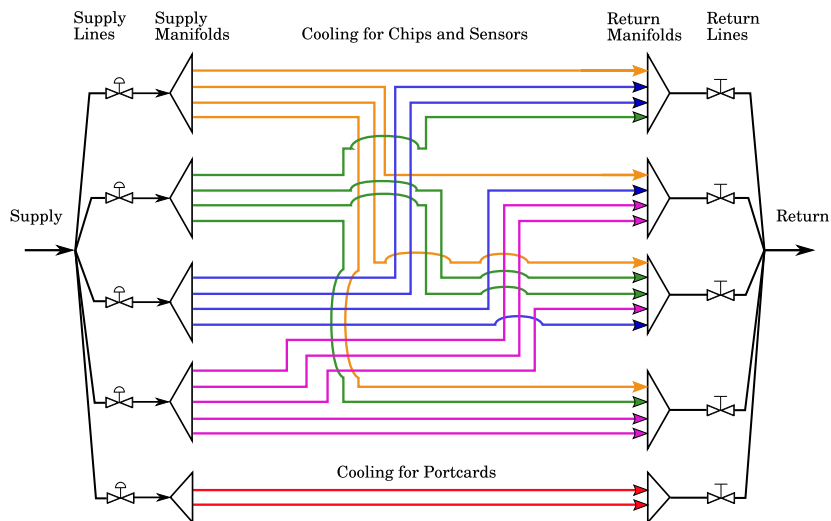 Supply
Lines
Supply
Manifolds
Cooling for Chips and Sensors
Return
Manifolds
Return
Lines
Supply
Return
Cooling for Portcards